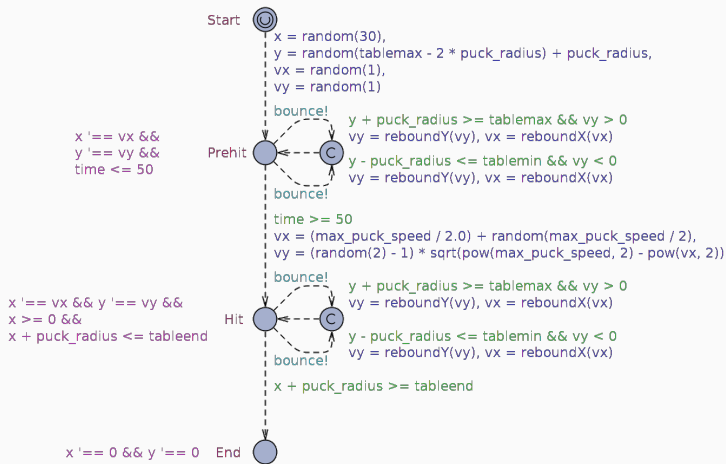 Start
x = random(30),
y = random(tablemax - 2 * puck_radius) + puck_radius,
vx = random(1),
vy = random(1)
bounce!
y + puck_radius >= tablemax && vy > 0
vy = reboundY(vy), vx = reboundX(vx)
x '== vx &&
y '== vy &&
time <= 50
Prehit
C
y - puck_radius <= tablemin && vy < 0
vy = reboundY(vy), vx = reboundX(vx)
bounce!
time >= 50
vx = (max_puck_speed / 2.0) + random(max_puck_speed / 2),
vy = (random(2) - 1) * sqrt(pow(max_puck_speed, 2) - pow(vx, 2))
bounce!
y + puck_radius >= tablemax && vy > 0
vy = reboundY(vy), vx = reboundX(vx)
x '== vx && y '== vy &&
x >= 0 &&
x + puck_radius <= tableend
Hit
C
y - puck_radius <= tablemin && vy < 0
vy = reboundY(vy), vx = reboundX(vx)
bounce!
x + puck_radius >= tableend
x '== 0 && y '== 0
End